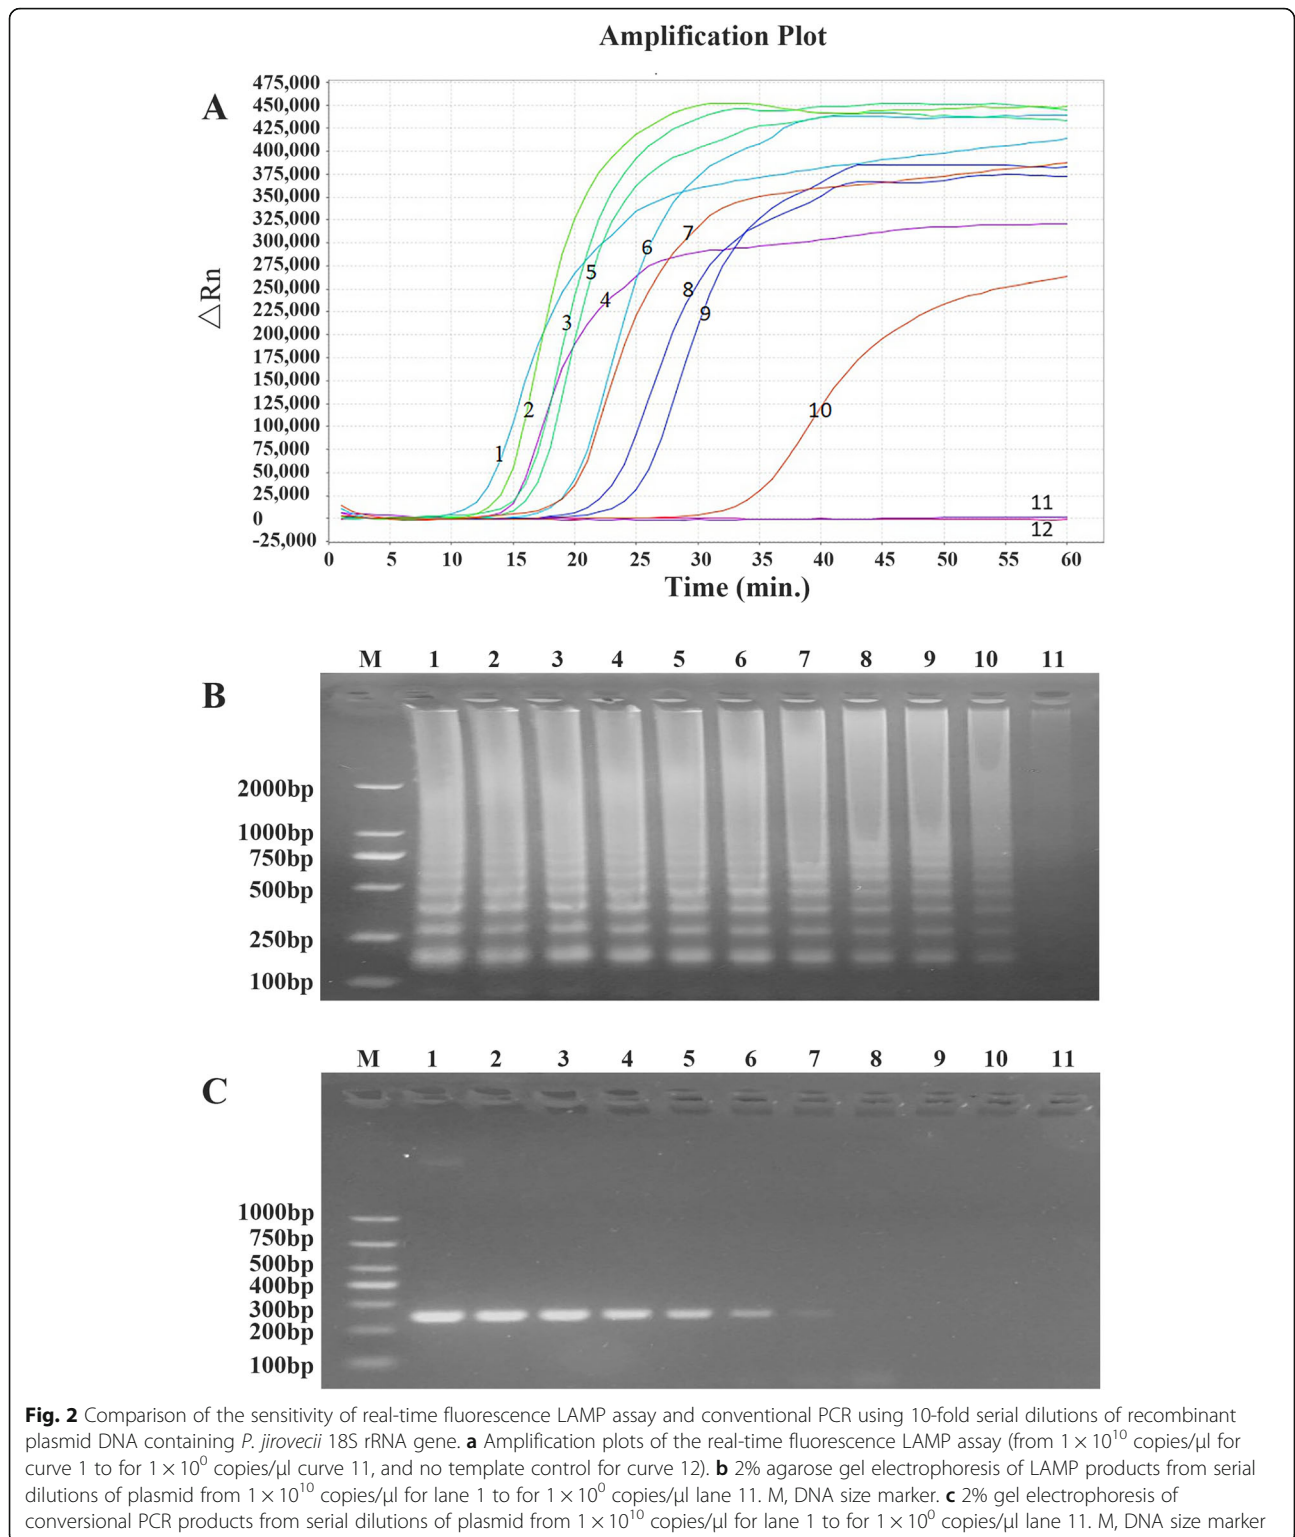 Amplification Plot
A
475,000
450,000
425,000
400,000
375,000
350,000
325,000
300,000
275,000
250,000
225,000
200,000
175,000
150,000
125,000
100,000
75,000
50,000
25,000
0
-25,000
△Rn
1
2
3
4
5
6
7
8
9
10
11
12
0 5 10 15 20 25 30 35 40 45 50 55 60
Time (min.)
B
M 1 2 3 4 5 6 7 8 9 10 11
2000bp
1000bp
750bp
500bp
250bp
100bp
C
M 1 2 3 4 5 6 7 8 9 10 11
1000bp
750bp
500bp
400bp
300bp
200bp
100bp
Fig. 2 Comparison of the sensitivity of real-time fluorescence LAMP assay and conventional PCR using 10-fold serial dilutions of recombinant
plasmid DNA containing P. jirovecii 18S rRNA gene. a Amplification plots of the real-time fluorescence LAMP assay (from 1 × 10¹⁰ copies/μl for
curve 1 to for 1 × 10⁰ copies/μl curve 11, and no template control for curve 12). b 2% agarose gel electrophoresis of LAMP products from serial
dilutions of plasmid from 1 × 10¹⁰ copies/μl for lane 1 to for 1 × 10⁰ copies/μl lane 11. M, DNA size marker. c 2% gel electrophoresis of
conversional PCR products from serial dilutions of plasmid from 1 × 10¹⁰ copies/μl for lane 1 to for 1 × 10⁰ copies/μl lane 11. M, DNA size marker